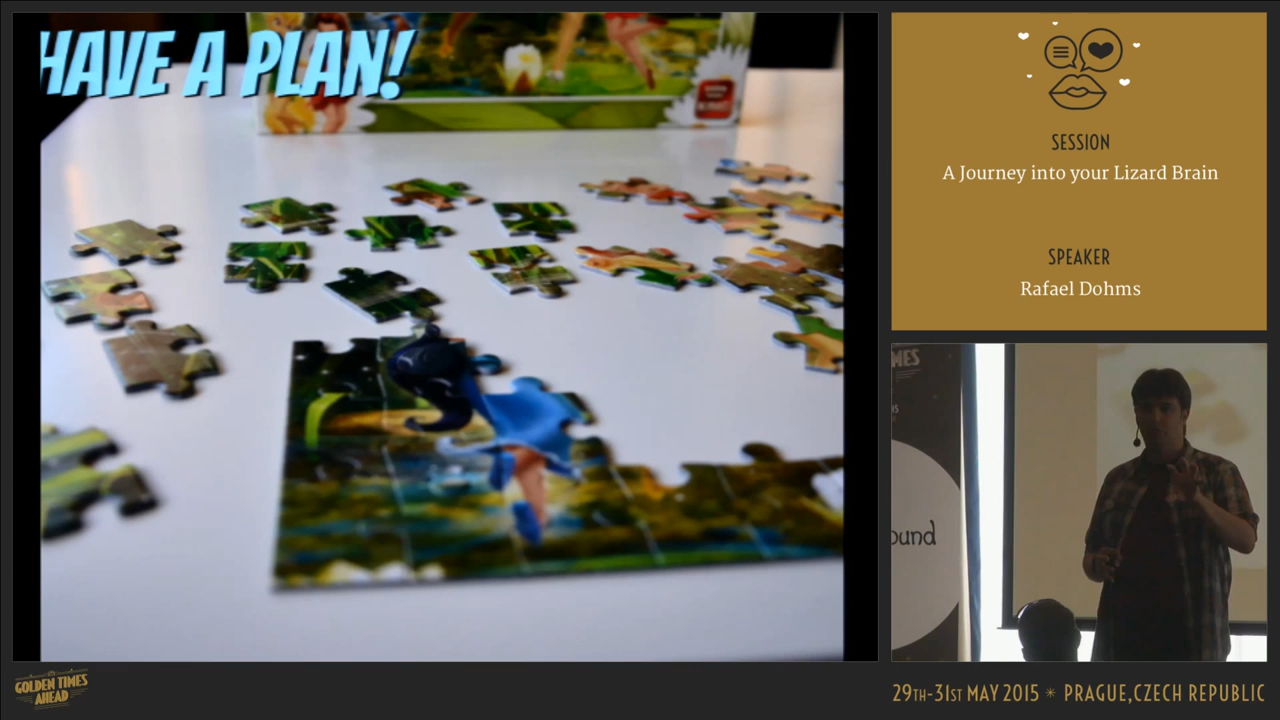 HAVE A PLAN!
SESSION
A Journey into your Lizard Brain
SPEAKER
Rafael Dohms
MES
ound
GOLDEN TIMES
AHEAD
29TH-31ST MAY 2015 * PRAGUE,CZECH REPUBLIC